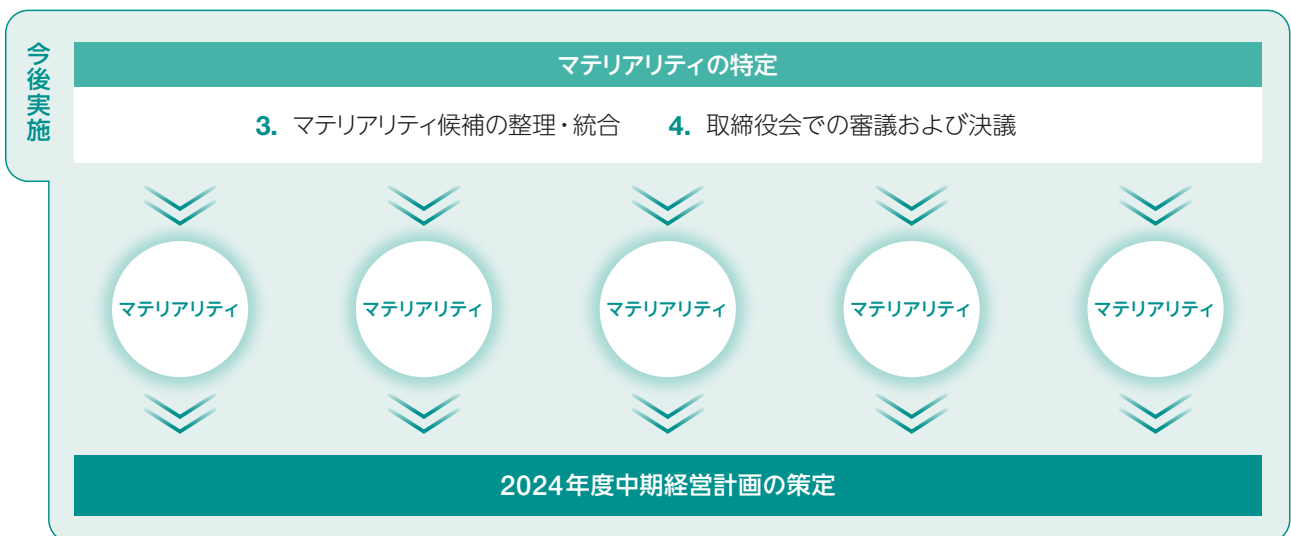 今後実施
マテリアリティの特定
3. マテリアリティ候補の整理・統合 4. 取締役会での審議および決議
マテリアリティ マテリアリティ マテリアリティ マテリアリティ マテリアリティ
2024年度中期経営計画の策定